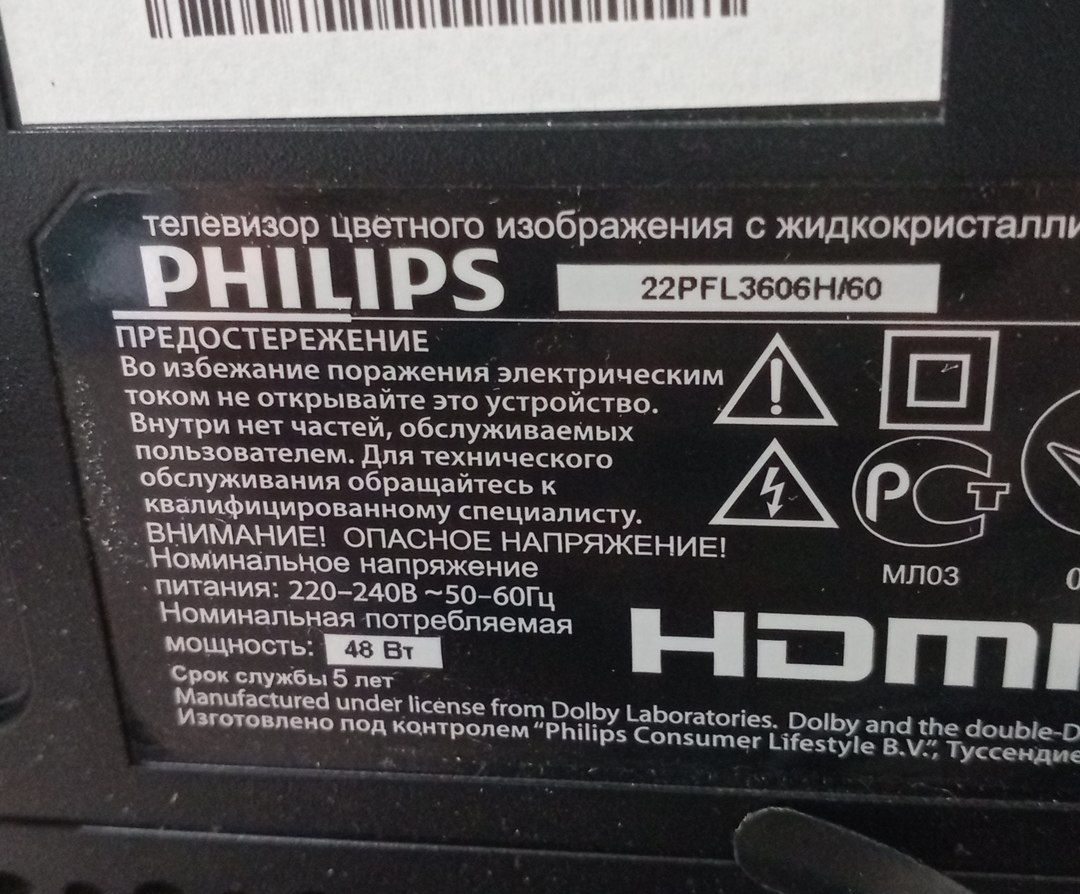 телевизор цветного изображения с
PHILIPS
22PFL3606H/60
ПРЕДОСТЕРЕЖЕНИЕ
Во избежание поражения электрическим
током не открывайте это устройство.
Внутри нет частей, обслуживаемых
пользователем. Для технического
обслуживания обращайтесь к
квалифицированному специалисту.
ВНИМАНИЕ! ОПАСНОЕ НАПРЯЖЕНИЕ!
Номинальное напряжение
питания: 220–240В ~50–60Гц
Номинальная потребляемая
мощность: 48 Вт
Срок службы 5 лет
РСТ
МЛ03
HDMI
Manufactured under license from Dolby Laboratories. Dolby and the double-D
Изготовлено под контролем “Philips Consumer Lifestyle B.V.”,